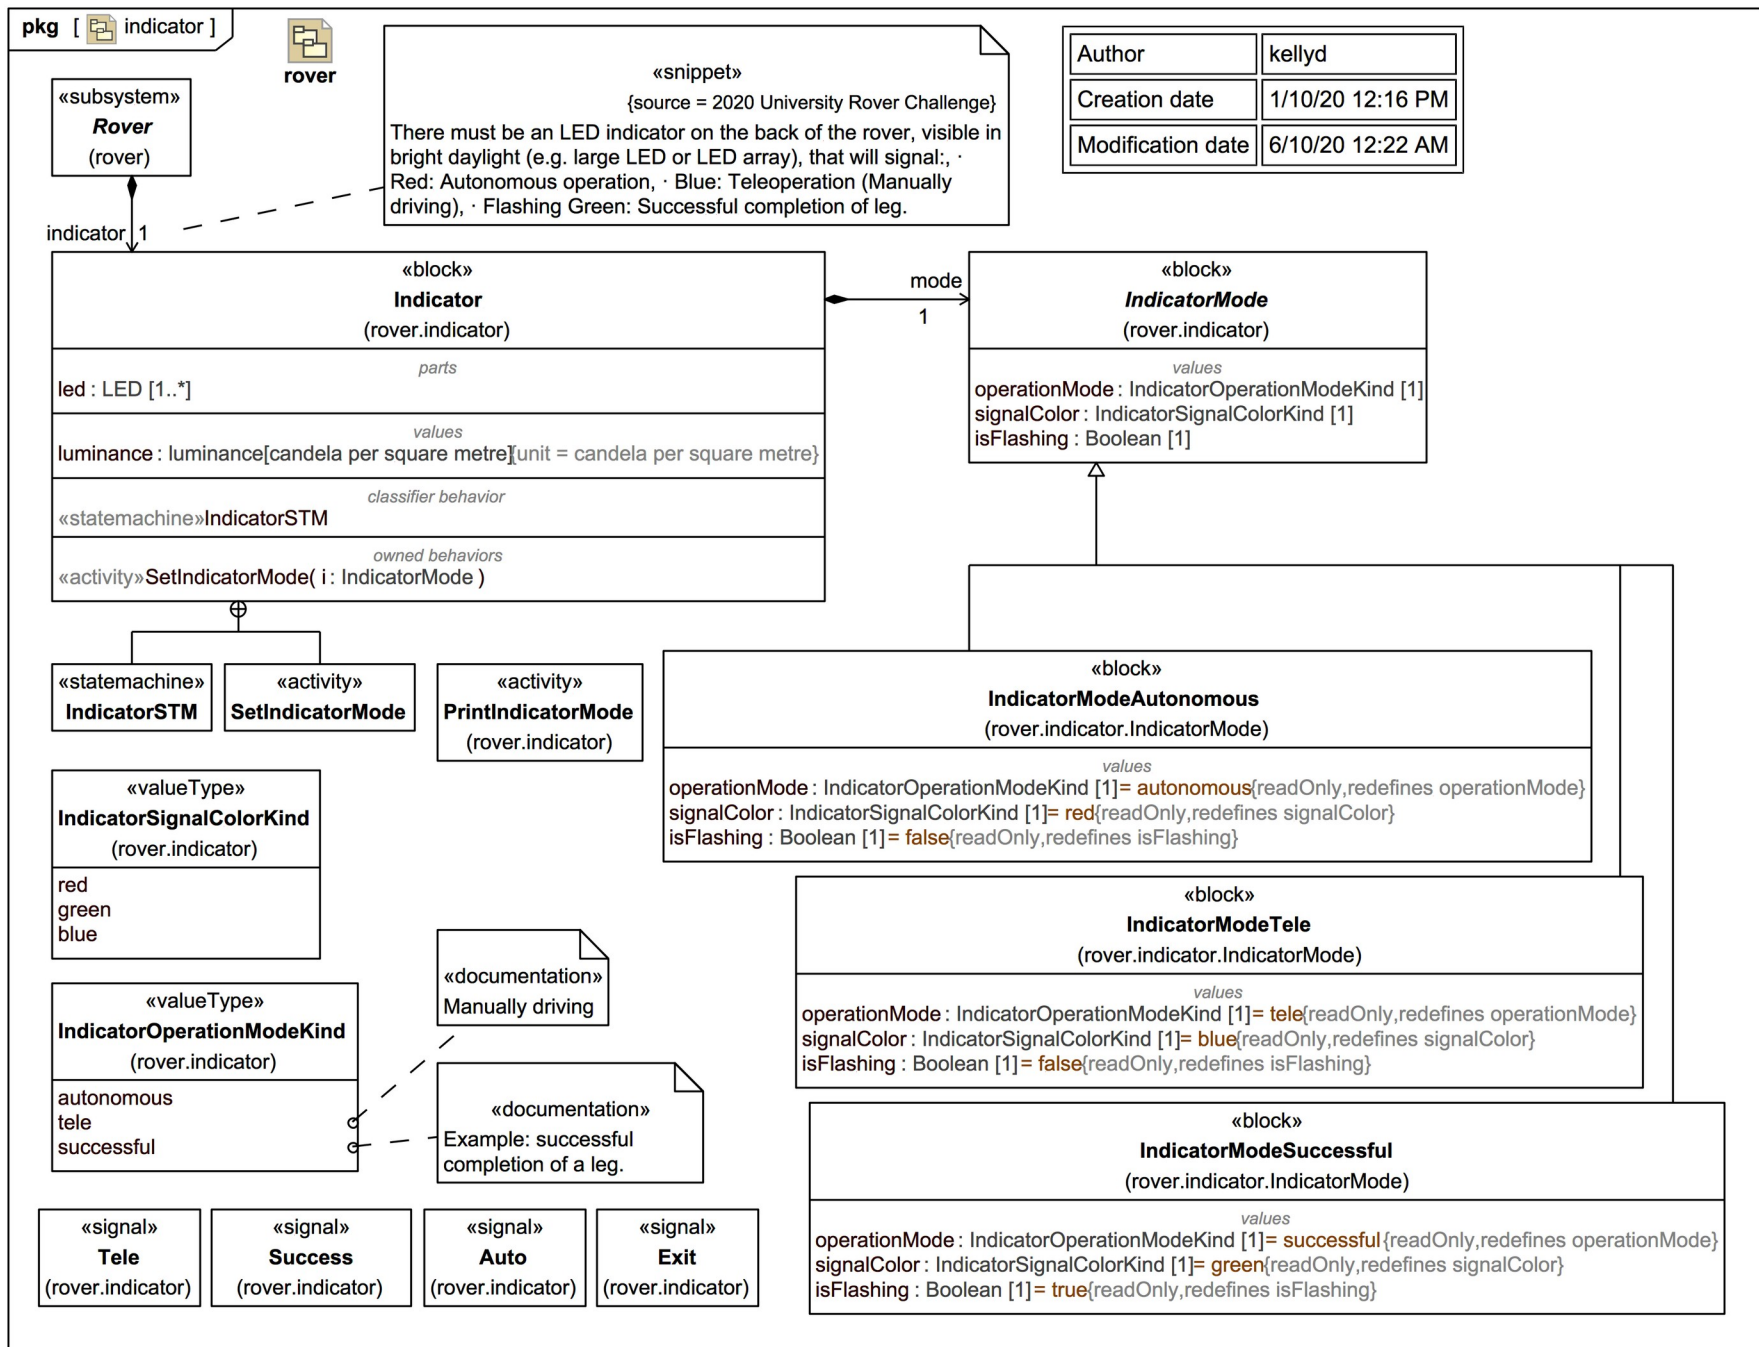 pkg [ indicator ]
rover
«subsystem»
Rover
(rover)
indicator 1
«snippet»
{source = 2020 University Rover Challenge}
There must be an LED indicator on the back of the rover, visible in
bright daylight (e.g. large LED or LED array), that will signal:, ·
Red: Autonomous operation, · Blue: Teleoperation (Manually
driving), · Flashing Green: Successful completion of leg.
Author kellyd
Creation date 1/10/20 12:16 PM
Modification date 6/10/20 12:22 AM
«block»
Indicator
(rover.indicator)
parts
led : LED [1..*]
values
luminance : luminance[candela per square metre]{unit = candela per square metre}
classifier behavior
«statemachine»IndicatorSTM
owned behaviors
«activity»SetIndicatorMode( i : IndicatorMode )
mode
1
«block»
IndicatorMode
(rover.indicator)
values
operationMode : IndicatorOperationModeKind [1]
signalColor : IndicatorSignalColorKind [1]
isFlashing : Boolean [1]
«statemachine»
IndicatorSTM
«activity»
SetIndicatorMode
«activity»
PrintIndicatorMode
(rover.indicator)
«block»
IndicatorModeAutonomous
(rover.indicator.IndicatorMode)
values
operationMode : IndicatorOperationModeKind [1]= autonomous{readOnly,redefines operationMode}
signalColor : IndicatorSignalColorKind [1]= red{readOnly,redefines signalColor}
isFlashing : Boolean [1]= false{readOnly,redefines isFlashing}
«valueType»
IndicatorSignalColorKind
(rover.indicator)
red
green
blue
«block»
IndicatorModeTele
(rover.indicator.IndicatorMode)
values
operationMode : IndicatorOperationModeKind [1]= tele{readOnly,redefines operationMode}
signalColor : IndicatorSignalColorKind [1]= blue{readOnly,redefines signalColor}
isFlashing : Boolean [1]= false{readOnly,redefines isFlashing}
«valueType»
IndicatorOperationModeKind
(rover.indicator)
autonomous
tele
successful
«documentation»
Manually driving
«documentation»
Example: successful
completion of a leg.
«block»
IndicatorModeSuccessful
(rover.indicator.IndicatorMode)
values
operationMode : IndicatorOperationModeKind [1]= successful{readOnly,redefines operationMode}
signalColor : IndicatorSignalColorKind [1]= green{readOnly,redefines signalColor}
isFlashing : Boolean [1]= true{readOnly,redefines isFlashing}
«signal»
Tele
(rover.indicator)
«signal»
Success
(rover.indicator)
«signal»
Auto
(rover.indicator)
«signal»
Exit
(rover.indicator)